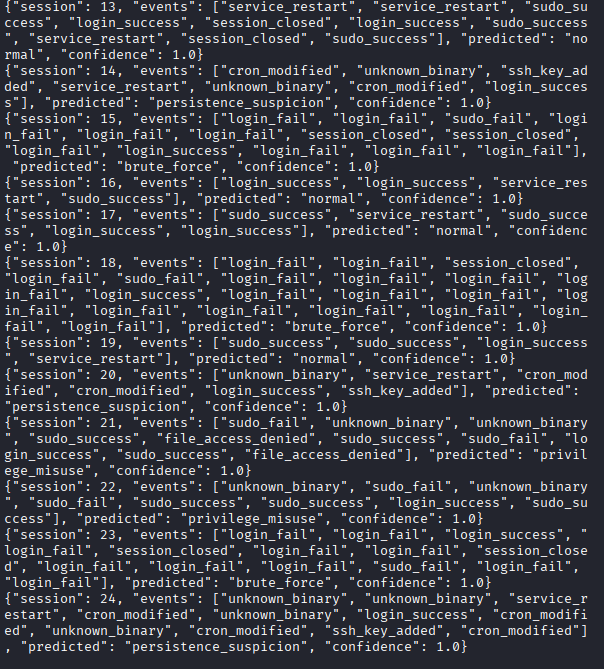 {"session": 13, "events": ["service_restart", "service_restart", "sudo_su
ccess", "login_success", "session_closed", "login_success", "sudo_success
", "service_restart", "session_closed", "sudo_success"], "predicted": "no
rmal", "confidence": 1.0}
{"session": 14, "events": ["cron_modified", "unknown_binary", "ssh_key_ad
ded", "service_restart", "unknown_binary", "cron_modified", "login_succes
s"], "predicted": "persistence_suspicion", "confidence": 1.0}
{"session": 15, "events": ["login_fail", "login_fail", "sudo_fail", "logi
n_fail", "login_fail", "login_fail", "session_closed", "session_closed",
"login_fail", "login_success", "login_fail", "login_fail", "login_fail"],
"predicted": "brute_force", "confidence": 1.0}
{"session": 16, "events": ["login_success", "login_success", "service_res
tart", "sudo_success"], "predicted": "normal", "confidence": 1.0}
{"session": 17, "events": ["sudo_success", "service_restart", "sudo_succe
ss", "login_success", "login_success"], "predicted": "normal", "confidenc
e": 1.0}
{"session": 18, "events": ["login_fail", "login_fail", "session_closed",
"login_fail", "sudo_fail", "login_fail", "login_fail", "login_fail", "log
in_fail", "login_success", "login_fail", "login_fail", "login_fail", "log
in_fail", "login_fail", "login_fail", "login_fail", "login_fail", "login_
fail", "login_fail"], "predicted": "brute_force", "confidence": 1.0}
{"session": 19, "events": ["sudo_success", "sudo_success", "login_success
", "service_restart"], "predicted": "normal", "confidence": 1.0}
{"session": 20, "events": ["unknown_binary", "service_restart", "cron_mod
ified", "cron_modified", "login_success", "ssh_key_added"], "predicted":
"persistence_suspicion", "confidence": 1.0}
{"session": 21, "events": ["sudo_fail", "unknown_binary", "unknown_binary
", "sudo_success", "file_access_denied", "sudo_success", "sudo_fail", "lo
gin_success", "sudo_success", "file_access_denied"], "predicted": "privil
ege_misuse", "confidence": 1.0}
{"session": 22, "events": ["unknown_binary", "sudo_fail", "unknown_binary
", "sudo_fail", "sudo_success", "sudo_success", "login_success", "sudo_su
ccess"], "predicted": "privilege_misuse", "confidence": 1.0}
{"session": 23, "events": ["login_fail", "login_fail", "login_success", "
login_fail", "session_closed", "login_fail", "login_fail", "session_close
d", "login_fail", "login_fail", "login_fail", "sudo_fail", "login_fail",
"login_fail"], "predicted": "brute_force", "confidence": 1.0}
{"session": 24, "events": ["unknown_binary", "unknown_binary", "service_r
estart", "cron_modified", "unknown_binary", "login_success", "cron_modifi
ed", "unknown_binary", "cron_modified", "ssh_key_added", "cron_modified"]
, "predicted": "persistence_suspicion", "confidence": 1.0}